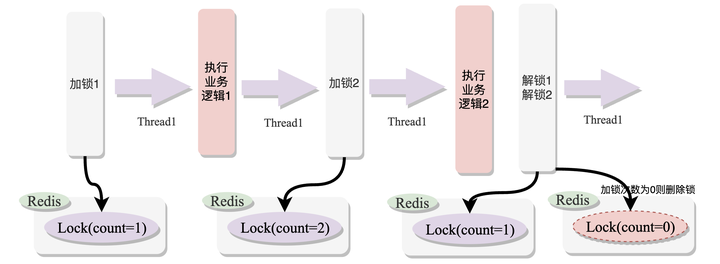 加锁1
执行
业务
逻辑1
加锁2
执行
业务
逻辑2
解锁1
解锁2
Thread1
Thread1
Thread1
Thread1
加锁次数为0则删除锁
Redis
Redis
Redis
Redis
Lock(count=1)
Lock(count=2)
Lock(count=1)
Lock(count=0)